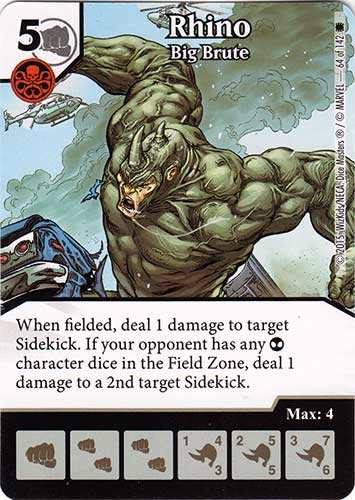 5
Rhino
Big Brute
64 of 142
© MARVEL
© 2015 WizKids/NECA. Dice Masters ® /
When fielded, deal 1 damage to target
Sidekick. If your opponent has any
character dice in the Field Zone, deal 1
damage to a 2nd target Sidekick.
Max: 4
1 4 3
2 5 5
3 7 6